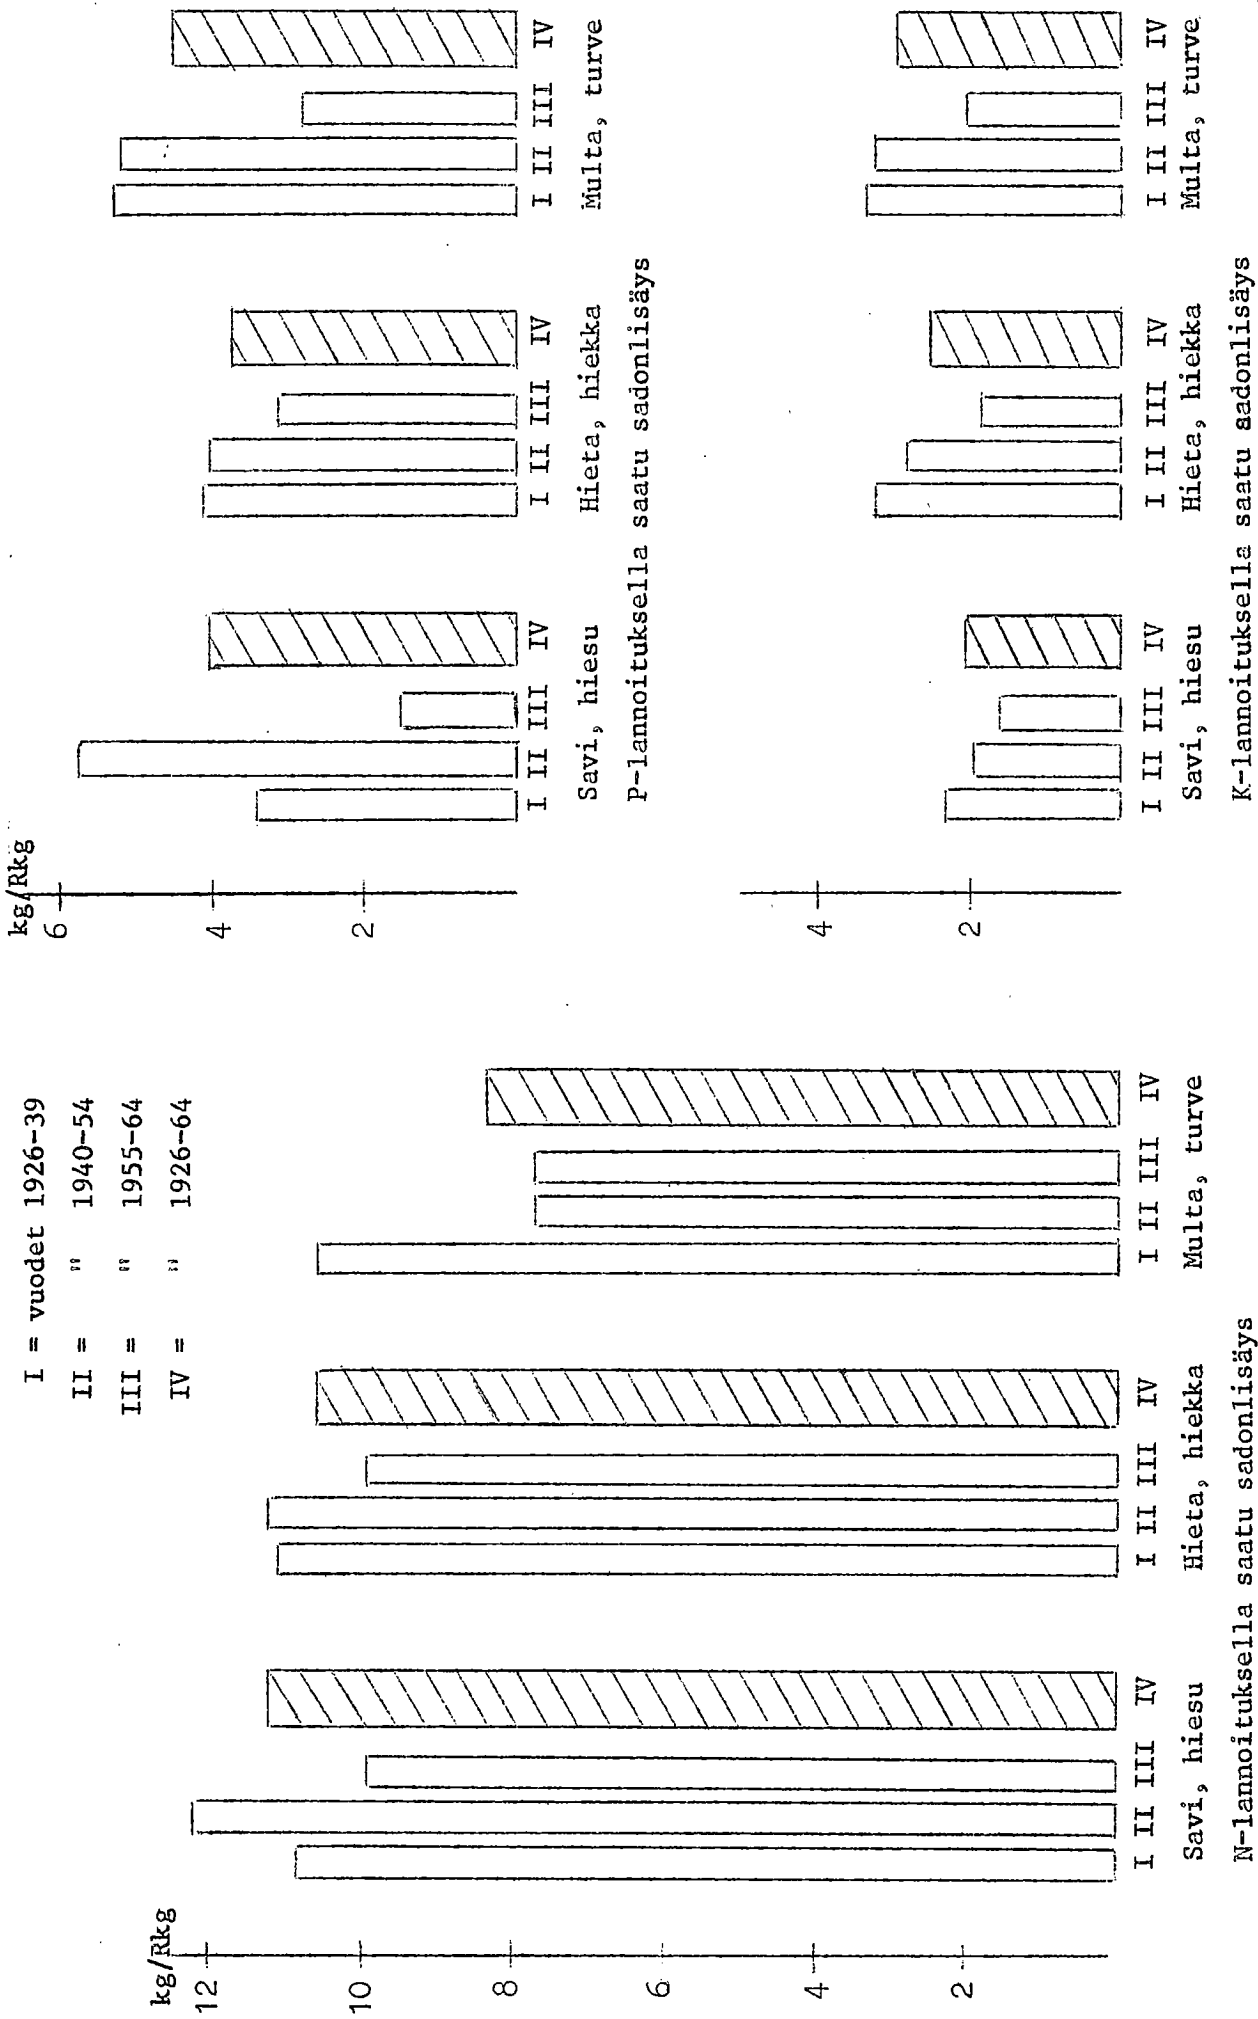 I = vuodet 1926-39
II = " 1940-54
III = " 1955-64
IV = " 1926-64
kg/Rkg
12
10
8
6
4
2
I II III IV
Savi, hiesu
I II III IV
Hieta, hiekka
I II III IV
Multa, turve
N-lannoituksella saatu sadonlisäys
kg/Rkg
6
4
2
I II III IV
Savi, hiesu
I II III IV
Hieta, hiekka
I II III IV
Multa, turve
P-lannoituksella saatu sadonlisäys
4
2
I II III IV
Savi, hiesu
I II III IV
Hieta, hiekka
I II III IV
Multa, turve
K-lannoituksella saatu sadonlisäys